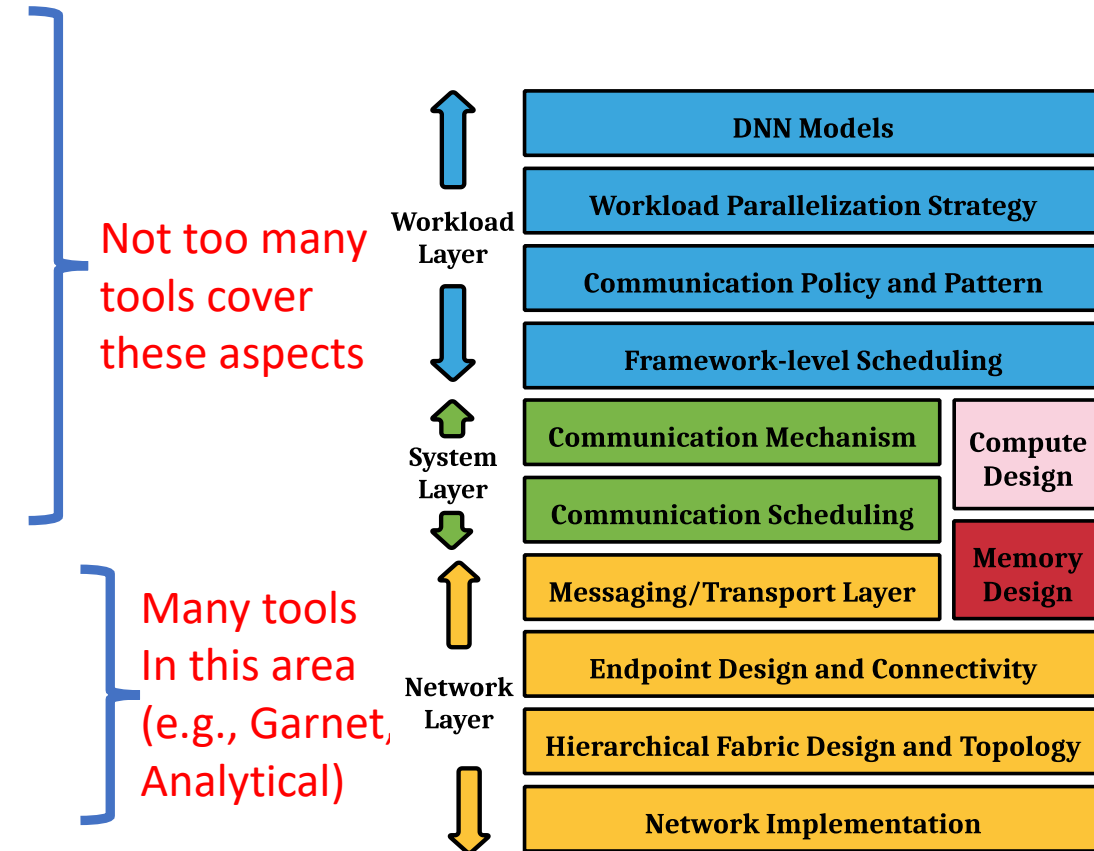 Not too many
tools cover
these aspects
Many tools
In this area
(e.g., Garnet,
Analytical)
Workload
Layer
System
Layer
Network
Layer
DNN Models
Workload Parallelization Strategy
Communication Policy and Pattern
Framework-level Scheduling
Communication Mechanism
Communication Scheduling
Compute
Design
Memory
Design
Messaging/Transport Layer
Endpoint Design and Connectivity
Hierarchical Fabric Design and Topology
Network Implementation